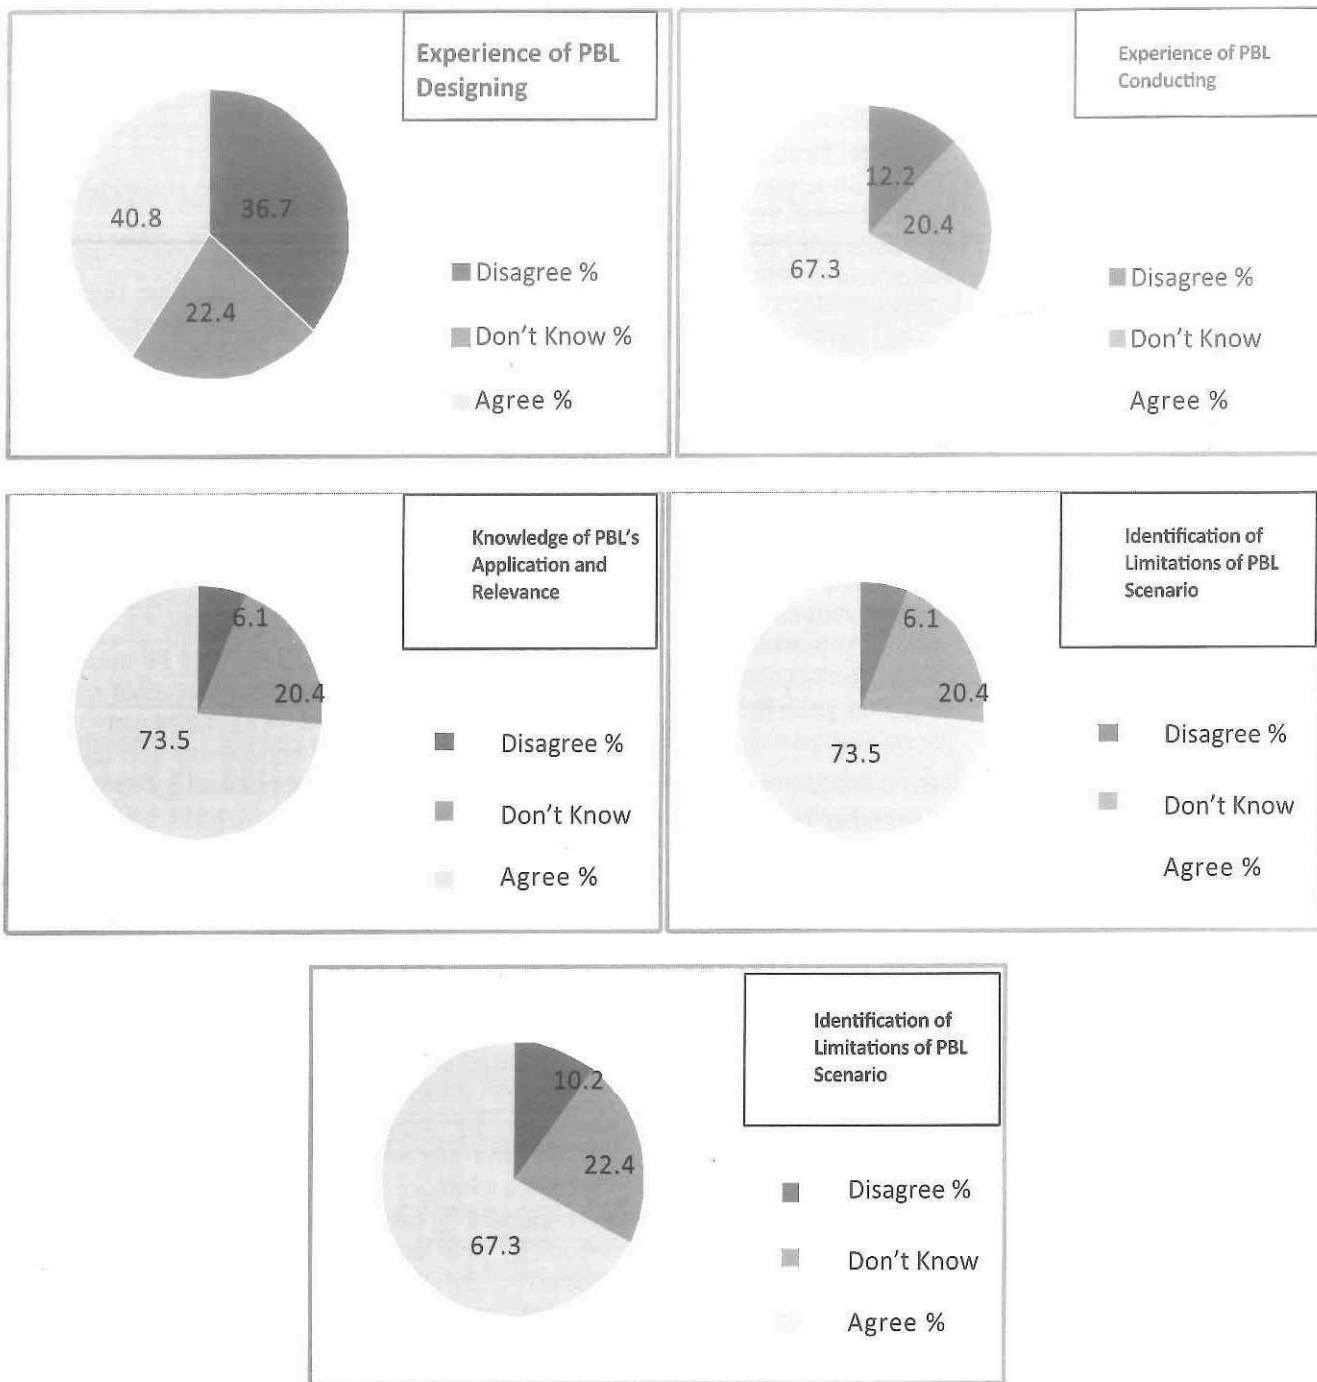 Experience of PBL
Designing
40.8
36.7
22.4
Disagree %
Don't Know %
Agree %
Experience of PBL
Conducting
12.2
20.4
67.3
Disagree %
Don't Know
Agree %
Knowledge of PBL's
Application and
Relevance
6.1
20.4
73.5
Disagree %
Don't Know
Agree %
Identification of
Limitations of PBL
Scenario
6.1
20.4
73.5
Disagree %
Don't Know
Agree %
Identification of
Limitations of PBL
Scenario
10.2
22.4
67.3
Disagree %
Don't Know
Agree %